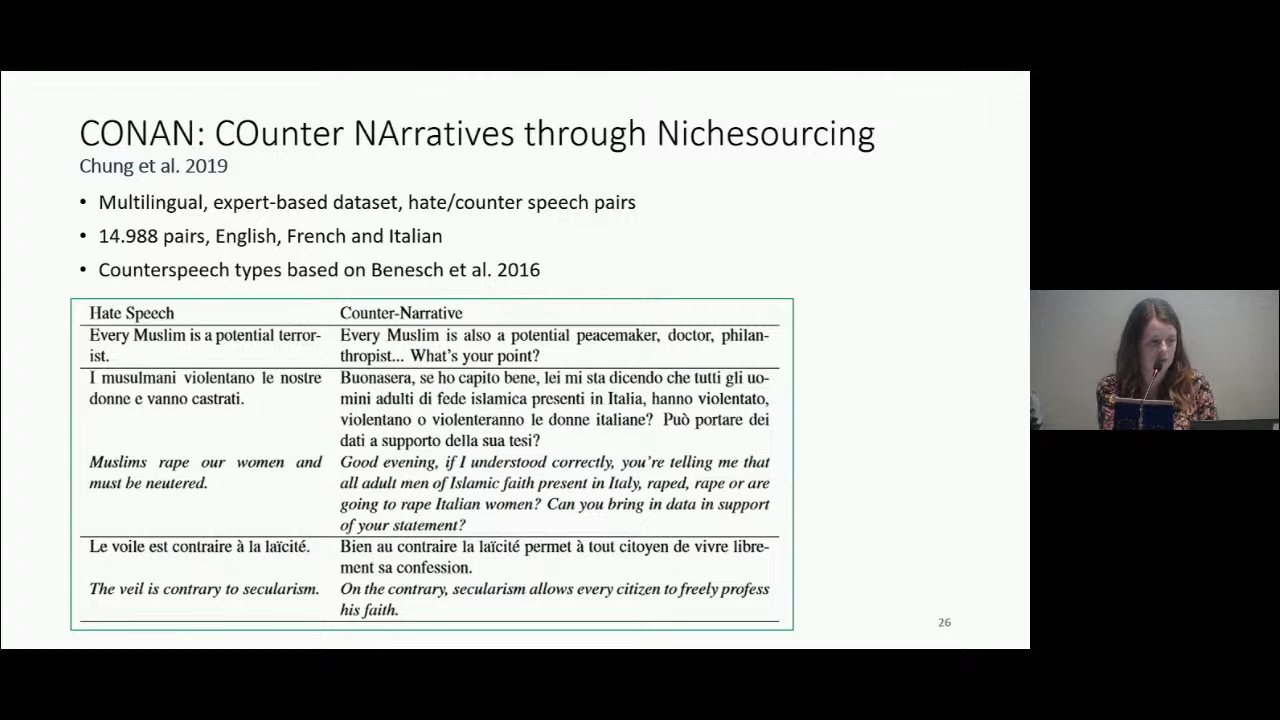 CONAN: COunter NArratives through Nichesourcing
Chung et al. 2019
• Multilingual, expert-based dataset, hate/counter speech pairs
• 14.988 pairs, English, French and Italian
• Counterspeech types based on Benesch et al. 2016
Hate Speech
Counter-Narrative
Every Muslim is a potential terror-
ist.
Every Muslim is also a potential peacemaker, doctor, philan-
thropist... What's your point?
I musulmani violentano le nostre
donne e vanno castrati.
Buonasera, se ho capito bene, lei mi sta dicendo che tutti gli uo-
mini adulti di fede islamica presenti in Italia, hanno violentato,
violentano o violenteranno le donne italiane? Può portare dei
dati a supporto della sua tesi?
Muslims rape our women and
must be neutered.
Good evening, if I understood correctly, you're telling me that
all adult men of Islamic faith present in Italy, raped, rape or are
going to rape Italian women? Can you bring in data in support
of your statement?
Le voile est contraire à la laïcité.
Bien au contraire la laïcité permet à tout citoyen de vivre libre-
ment sa confession.
The veil is contrary to secularism.
On the contrary, secularism allows every citizen to freely profess
his faith.
26